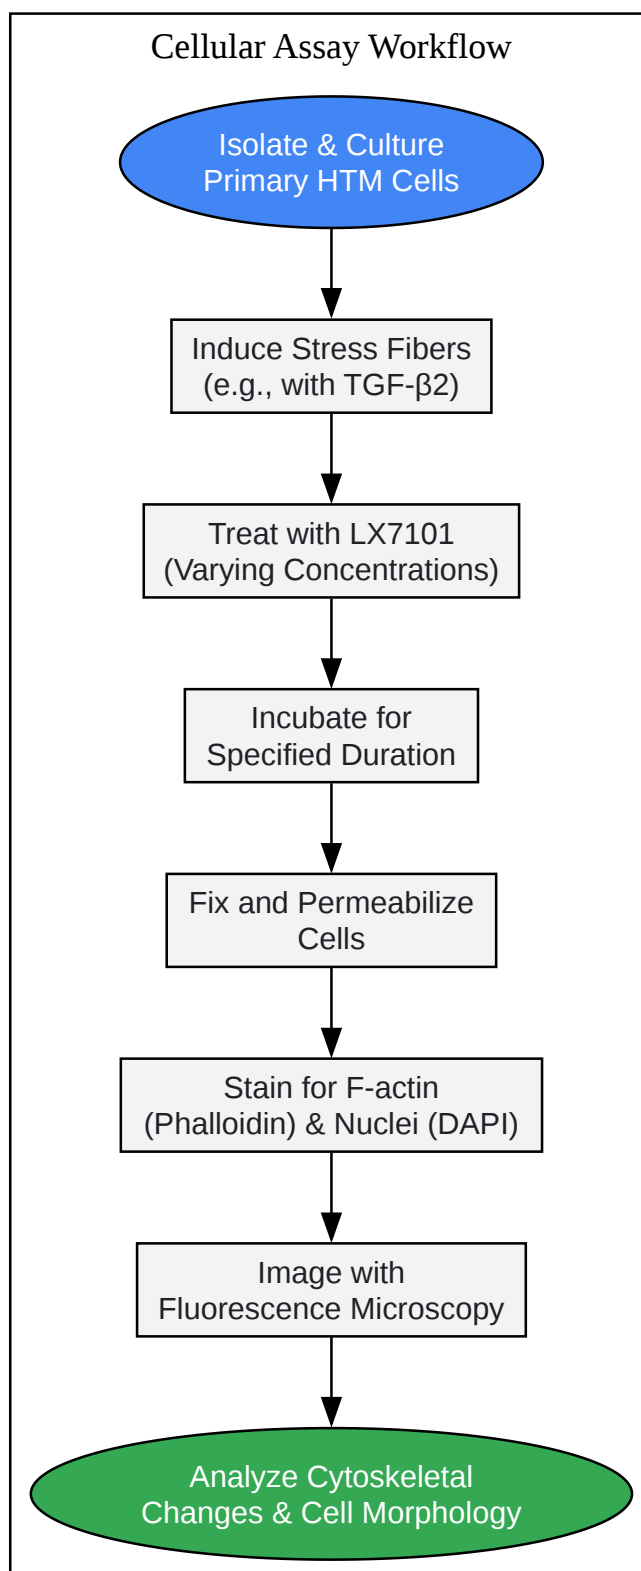 Cellular Assay Workflow
Isolate & Culture
Primary HTM Cells
Induce Stress Fibers
(e.g., with TGF-β2)
Treat with LX7101
(Varying Concentrations)
Incubate for
Specified Duration
Fix and Permeabilize
Cells
Stain for F-actin
(Phalloidin) & Nuclei (DAPI)
Image with
Fluorescence Microscopy
Analyze Cytoskeletal
Changes & Cell Morphology